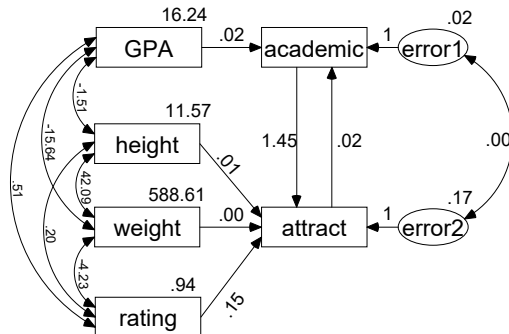 16.24
.02
GPA
.02
academic
1
error1
-1.51
11.57
-15.64
height
1.45
.02
.00
.01
.51
42.09
588.61
.17
weight
.00
attract
1
error2
.20
-4.23
.94
.15
rating